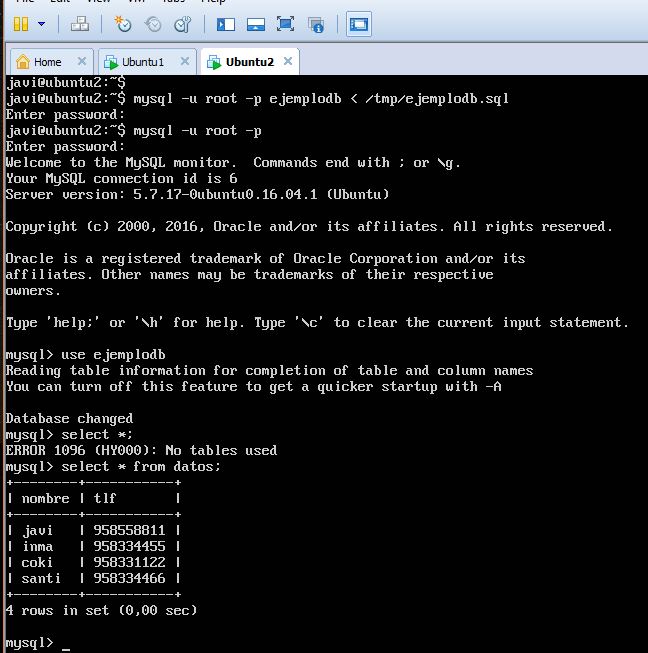 Home Ubuntu1 Ubuntu2
javi@ubuntu2:~$
javi@ubuntu2:~$ mysql -u root -p ejemplodb < /tmp/ejemplodb.sql
Enter password:
javi@ubuntu2:~$ mysql -u root -p
Enter password:
Welcome to the MySQL monitor.  Commands end with ; or \g.
Your MySQL connection id is 6
Server version: 5.7.17-0ubuntu0.16.04.1 (Ubuntu)
Copyright (c) 2000, 2016, Oracle and/or its affiliates. All rights reserved.
Oracle is a registered trademark of Oracle Corporation and/or its
affiliates. Other names may be trademarks of their respective
owners.
Type 'help;' or '\h' for help. Type '\c' to clear the current input statement.
mysql> use ejemplodb
Reading table information for completion of table and column names
You can turn off this feature to get a quicker startup with -A
Database changed
mysql> select *;
ERROR 1096 (HY000): No tables used
mysql> select * from datos;
+--------+-----------+
| nombre | tlf       |
+--------+-----------+
| javi   | 958558811 |
| inma   | 958334455 |
| coki   | 958331122 |
| santi  | 958334466 |
+--------+-----------+
4 rows in set (0,00 sec)
mysql> _